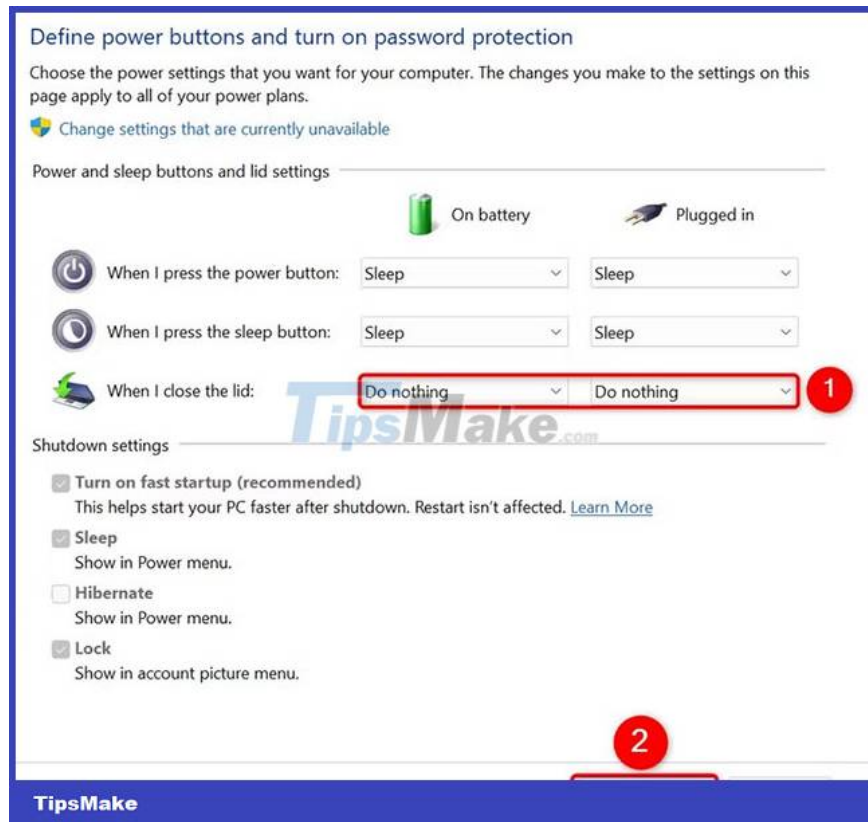 Define power buttons and turn on password protection
Choose the power settings that you want for your computer. The changes you make to the settings on this
page apply to all of your power plans.
Change settings that are currently unavailable
Power and sleep buttons and lid settings
On battery
Plugged in
When I press the power button:
Sleep
Sleep
When I press the sleep button:
Sleep
Sleep
When I close the lid:
Do nothing
Do nothing
1
TipsMake.com
Shutdown settings
Turn on fast startup (recommended)
This helps start your PC faster after shutdown. Restart isn't affected. Learn More
Sleep
Show in Power menu.
Hibernate
Show in Power menu.
Lock
Show in account picture menu.
2
TipsMake